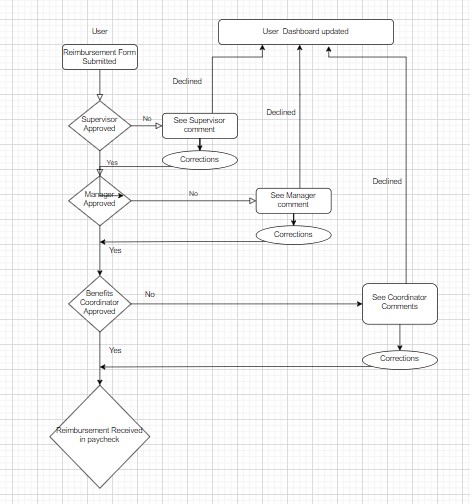 User
User Dashboard updated
Reimbursement Form
Submitted
Declined
Supervisor
Approved
No
See Supervisor
comment
Declined
Corrections
Yes
Manager
Approved
No
See Manager
comment
Declined
Corrections
Yes
Benefits
Coordinator
Approved
No
See Coordinator
Comments
Yes
Corrections
Reimbursement Received
in paycheck